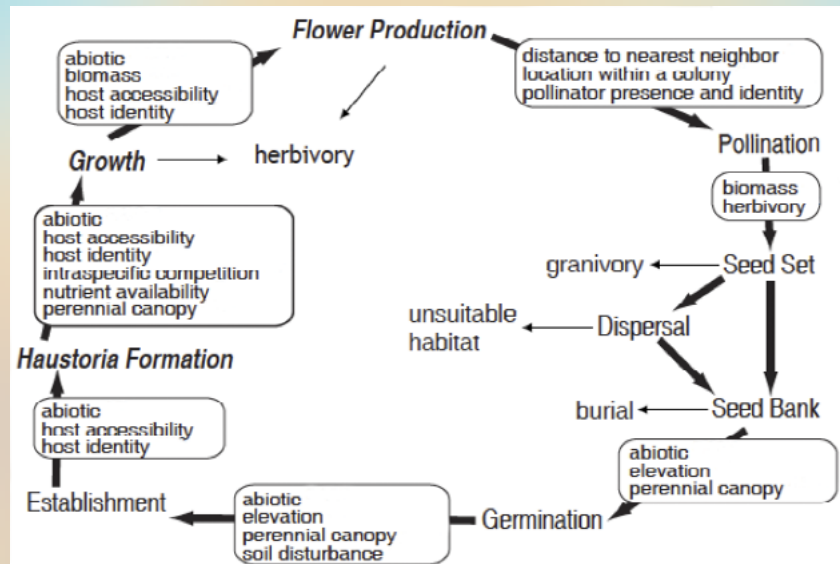 Flower Production
abiotic
biomass
host accessibility
host identity
distance to nearest neighbor
location within a colony
pollinator presence and identity
Growth
herbivory
Pollination
biomass
herbivory
abiotic
host accessibility
host identity
intraspecific competition
nutrient availability
perennial canopy
granivory
Seed Set
unsuitable
habitat
Dispersal
Haustoria Formation
burial
Seed Bank
abiotic
host accessibility
host identity
abiotic
elevation
perennial canopy
Establishment
abiotic
elevation
perennial canopy
soil disturbance
Germination